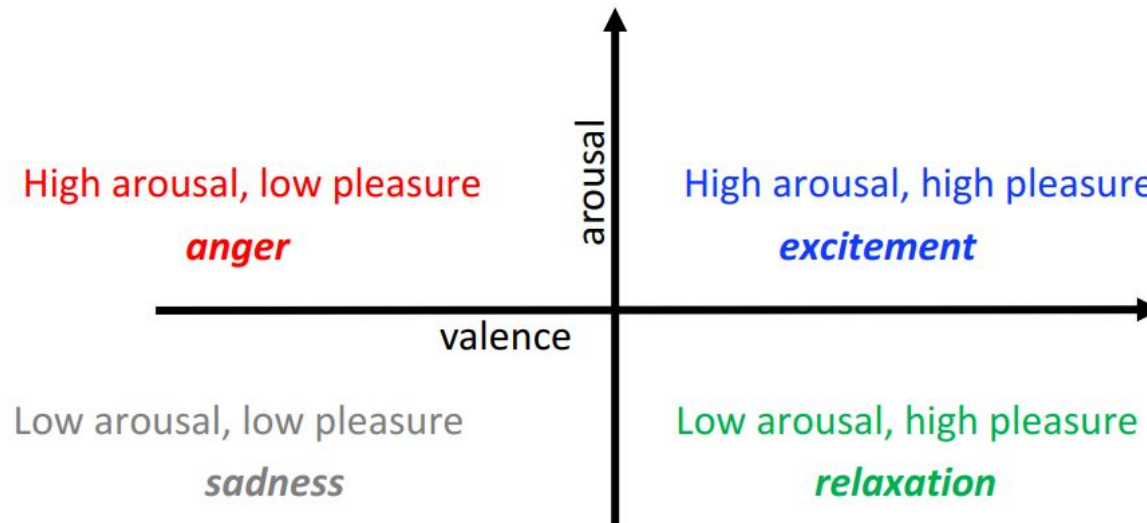 arousal
High arousal, low pleasure
anger
High arousal, high pleasure
excitement
valence
Low arousal, low pleasure
sadness
Low arousal, high pleasure
relaxation